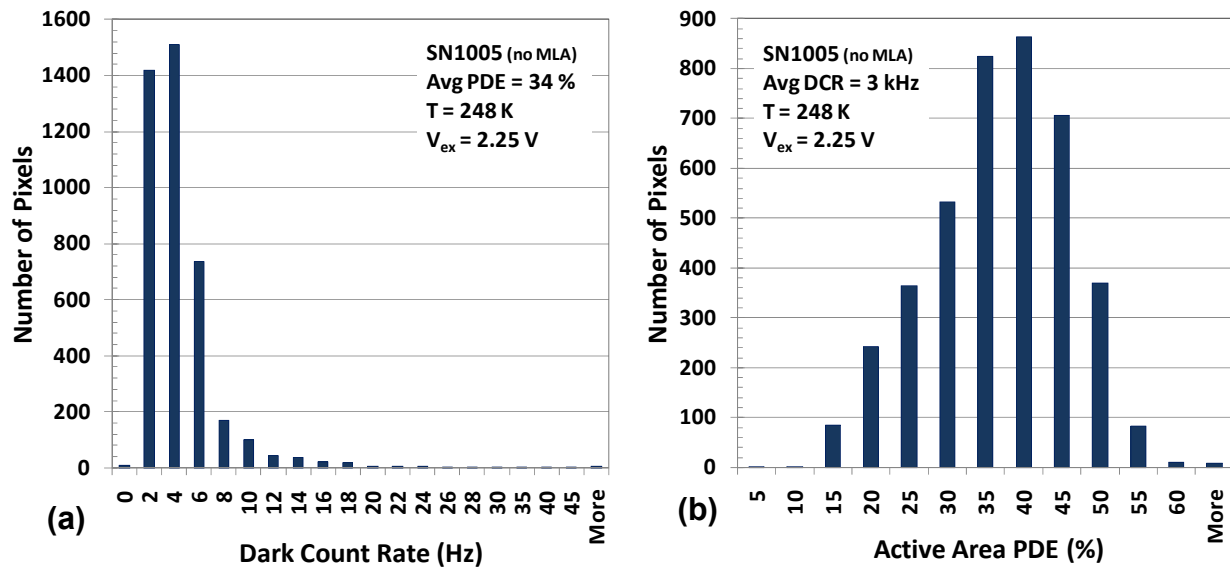 1600
1400
1200
1000
800
600
400
200
0
Number of Pixels
SN1005 (no MLA)
Avg PDE = 34 %
T = 248 K
Vex = 2.25 V
0 2 4 6 8 10 12 14 16 18 20 22 24 26 28 30 35 40 45 More
(a)
Dark Count Rate (Hz)
900
800
700
600
500
400
300
200
100
0
Number of Pixels
SN1005 (no MLA)
Avg DCR = 3 kHz
T = 248 K
Vex = 2.25 V
5 10 15 20 25 30 35 40 45 50 55 60 More
(b)
Active Area PDE (%)